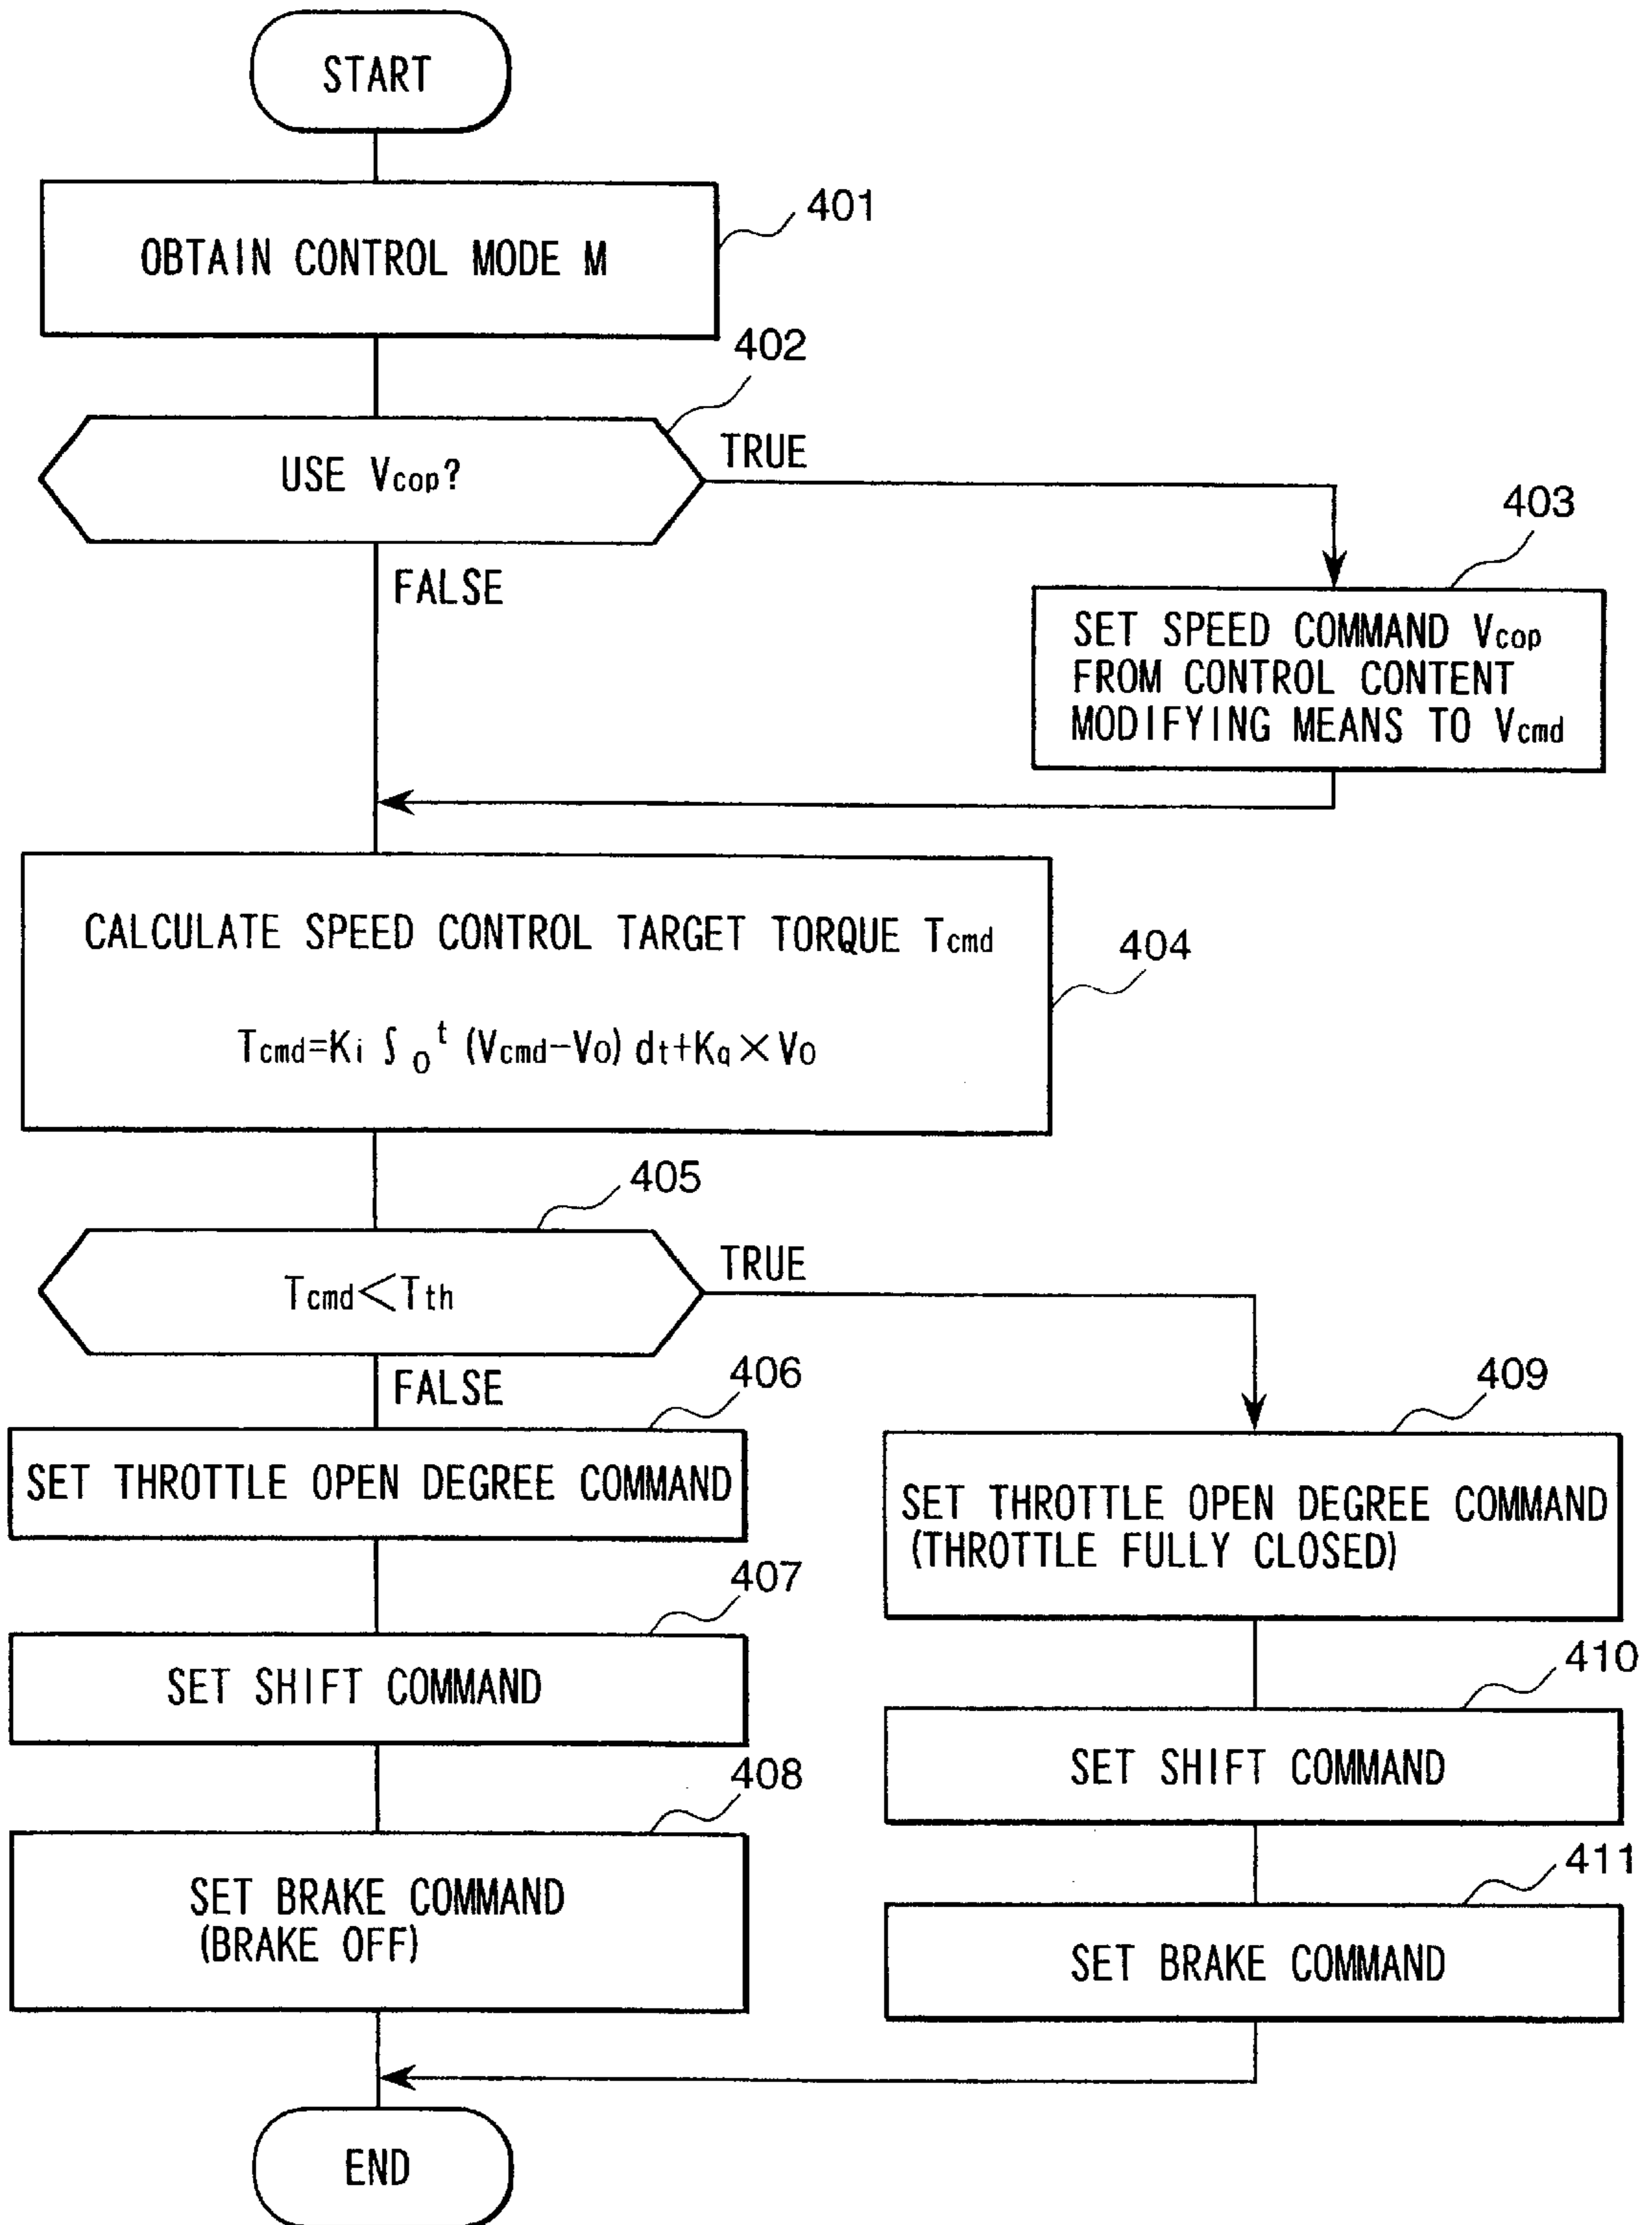 START
OBTAIN CONTROL MODE M
401
402
USE Vcop?
TRUE
FALSE
403
SET SPEED COMMAND Vcop
FROM CONTROL CONTENT
MODIFYING MEANS TO Vcmd
CALCULATE SPEED CONTROL TARGET TORQUE Tcmd
Tcmd=Ki ∫0t (Vcmd-V0) dt+Kq×V0
404
405
Tcmd<Tth
TRUE
FALSE
406
SET THROTTLE OPEN DEGREE COMMAND
407
SET SHIFT COMMAND
408
SET BRAKE COMMAND
(BRAKE OFF)
409
SET THROTTLE OPEN DEGREE COMMAND
(THROTTLE FULLY CLOSED)
410
SET SHIFT COMMAND
411
SET BRAKE COMMAND
END